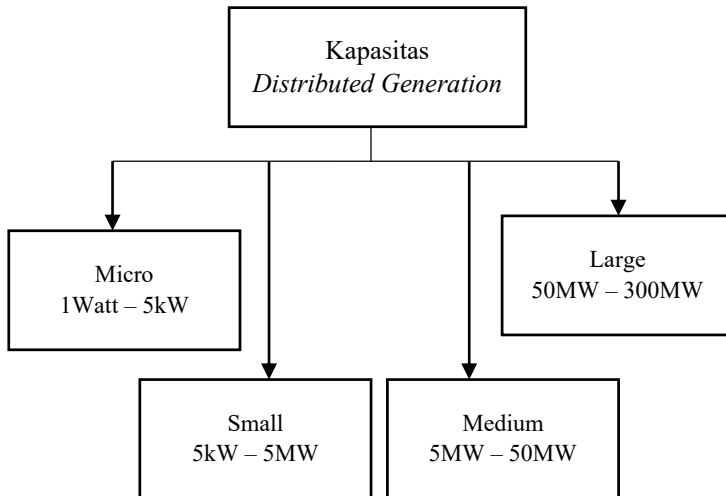 Kapasitas
Distributed Generation
Micro
1Watt – 5kW
Large
50MW – 300MW
Small
5kW – 5MW
Medium
5MW – 50MW